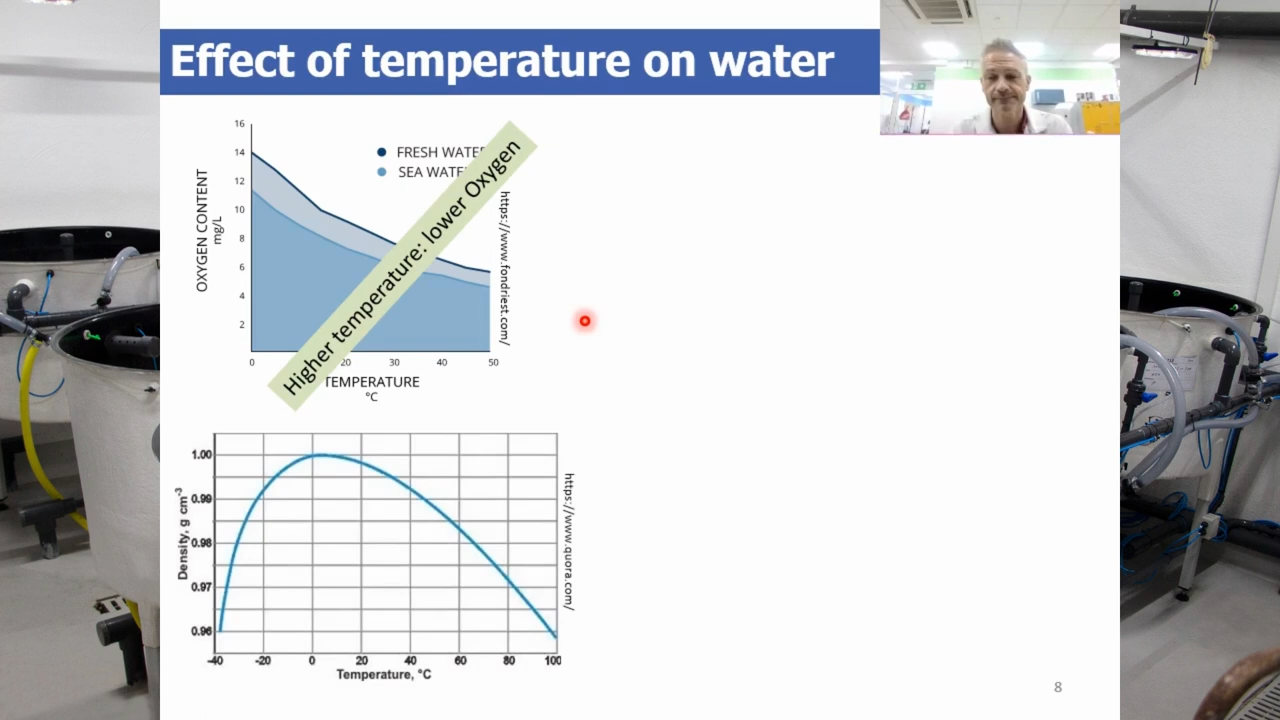 Effect of temperature on water
16
14
12
10
8
6
4
2
OXYGEN CONTENT
mg/L
FRESH WATE
SEA WATE
Higher temperature: lower Oxygen
https://www.fondriest.com/
0
20
30
40
50
TEMPERATURE
°C
1.00
0.99
0.98
0.97
0.96
Density, g cm-3
-40
-20
0
20
40
60
80
100
Temperature, °C
https://www.quora.com/
8